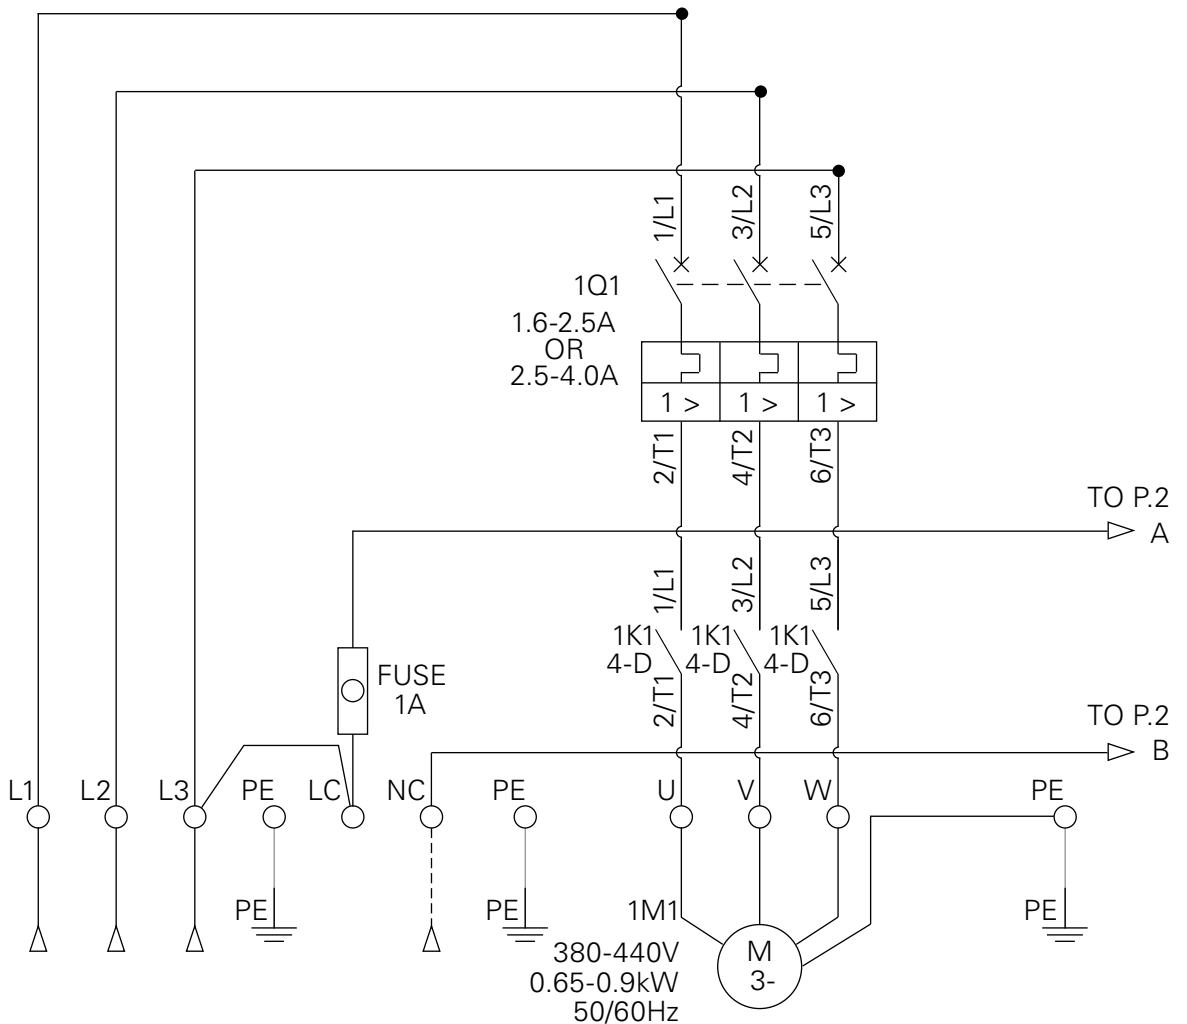 1/L1
3/L2
5/L3
1Q1
1.6-2.5A
OR
2.5-4.0A
1 >
1 >
1 >
2/T1
4/T2
6/T3
TO P.2
A
1/L1
3/L2
5/L3
1K1
4-D
1K1
4-D
1K1
4-D
2/T1
4/T2
6/T3
FUSE
1A
TO P.2
B
L1
L2
L3
PE
LC
NC
PE
U
V
W
PE
PE
PE
1M1
PE
380-440V
0.65-0.9kW
50/60Hz
M
3-